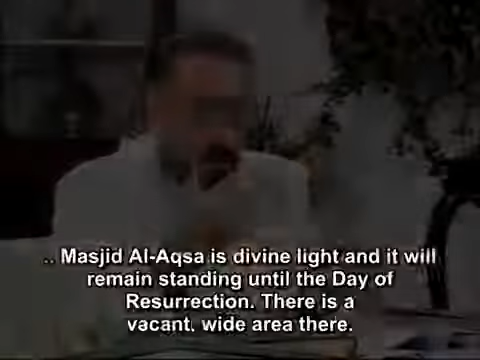 .. Masjid Al-Aqsa is divine light and it will
remain standing until the Day of
Resurrection. There is a
vacant, wide area there.